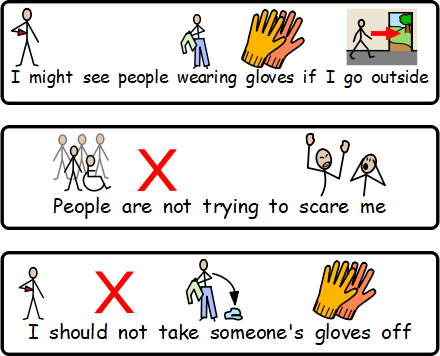 I might see people wearing gloves if I go outside
People are not trying to scare me
I should not take someone's gloves off